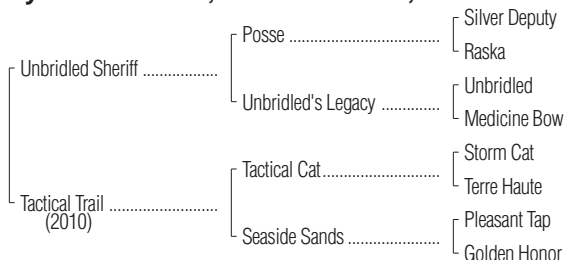 Posse
Silver Deputy
Raska
Unbridled Sheriff
Unbridled's Legacy
Unbridled
Medicine Bow
Tactical Trail
(2010)
Tactical Cat
Storm Cat
Terre Haute
Seaside Sands
Pleasant Tap
Golden Honor